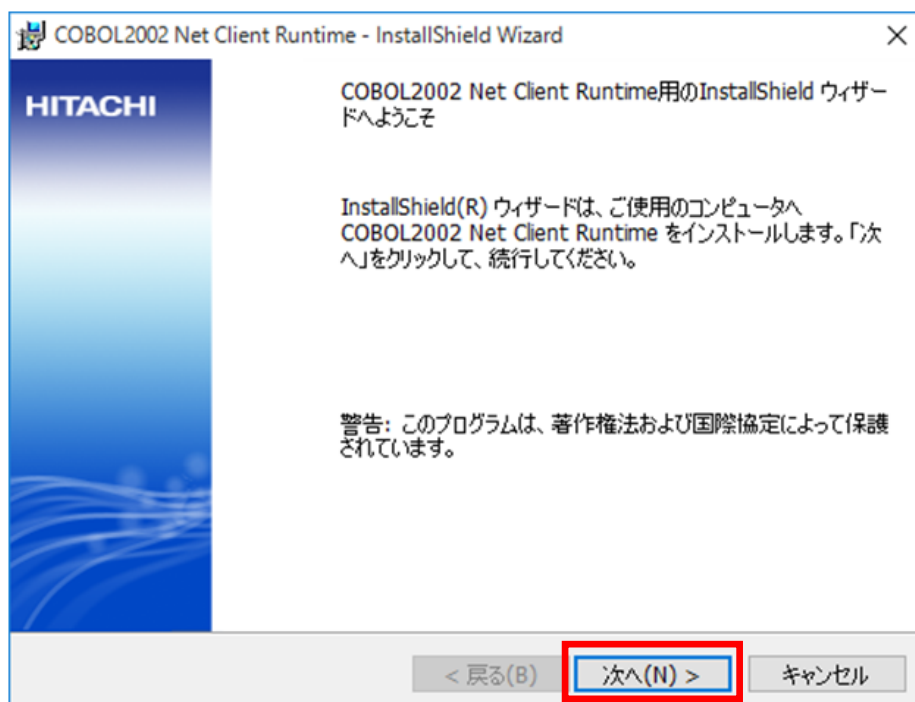 COBOL2002 Net Client Runtime - InstallShield Wizard
HITACHI
COBOL2002 Net Client Runtime用のInstallShield ウィザー
ドへようこそ
InstallShield(R) ウィザードは、ご使用のコンピュータへ
COBOL2002 Net Client Runtime をインストールします。「次
へ」をクリックして、続行してください。
警告: このプログラムは、著作権法および国際協定によって保護
されています。
< 戻る(B)
次へ(N) >
キャンセル